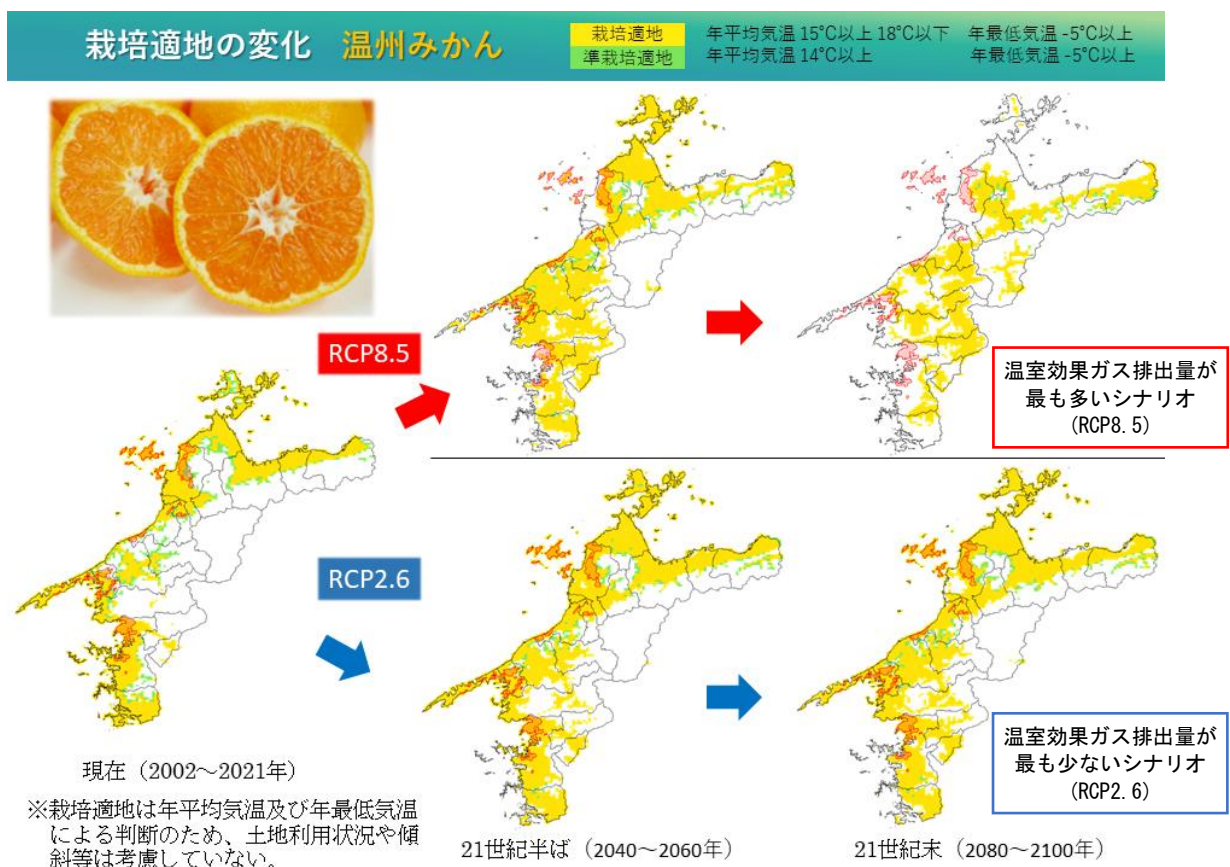 栽培適地の変化 温州みかん
栽培適地 年平均気温 15°C以上 18°C以下 年最低気温 -5°C以上
準栽培適地 年平均気温 14°C以上 年最低気温 -5°C以上
RCP8.5
温室効果ガス排出量が
最も多いシナリオ
(RCP8.5)
RCP2.6
温室効果ガス排出量が
最も少ないシナリオ
(RCP2.6)
現在（2002～2021年）
※栽培適地は年平均気温及び年最低気温
による判断のため、土地利用状況や傾
斜等は考慮していない。
21世紀半ば（2040～2060年）
21世紀末（2080～2100年）